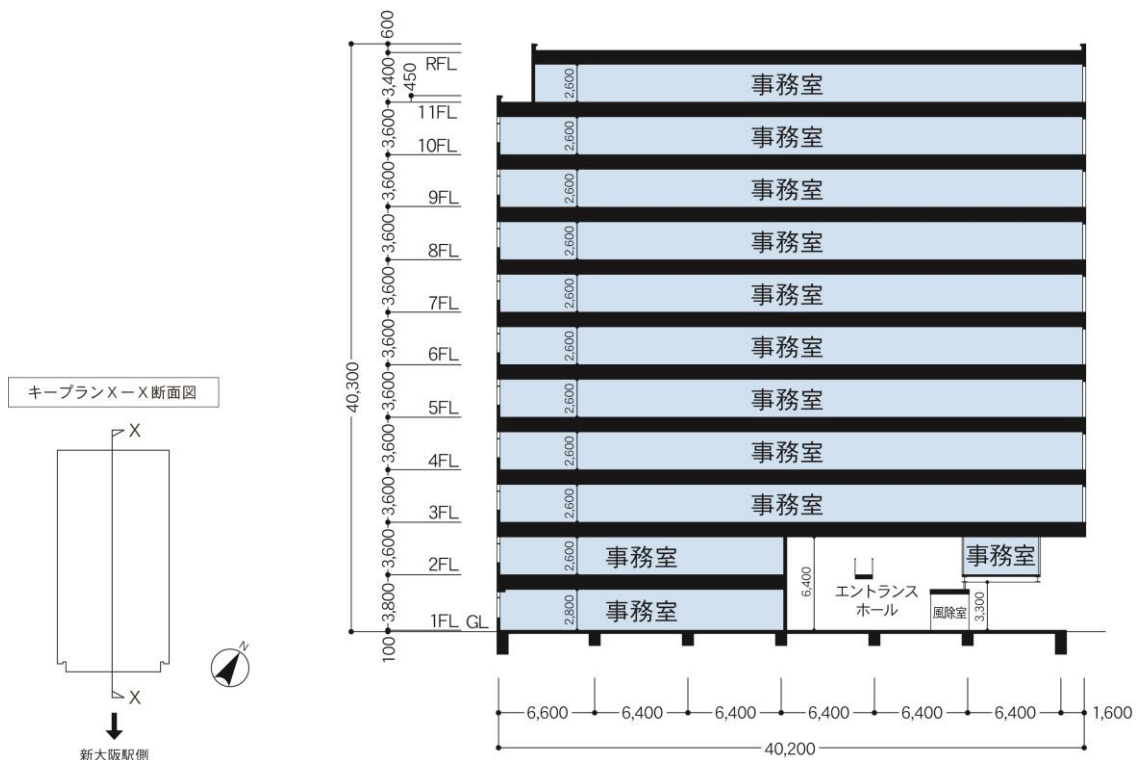 600
3,400
450
RFL
11FL
3,600
10FL
3,600
9FL
3,600
8FL
3,600
7FL
3,600
6FL
3,600
5FL
3,600
4FL
3,600
3FL
3,600
2FL
3,800
1FL GL
100
40,300
2,600 事務室
2,600 事務室
2,600 事務室
2,600 事務室
2,600 事務室
2,600 事務室
2,600 事務室
2,600 事務室
2,600 事務室
2,600 事務室
事務室
2,800 事務室
6,400
エントランス
ホール
風除室
3,300
6,600 6,400 6,400 6,400 6,400 6,400 1,600
40,200
キープランX－X断面図
X
X
N
新大阪駅側